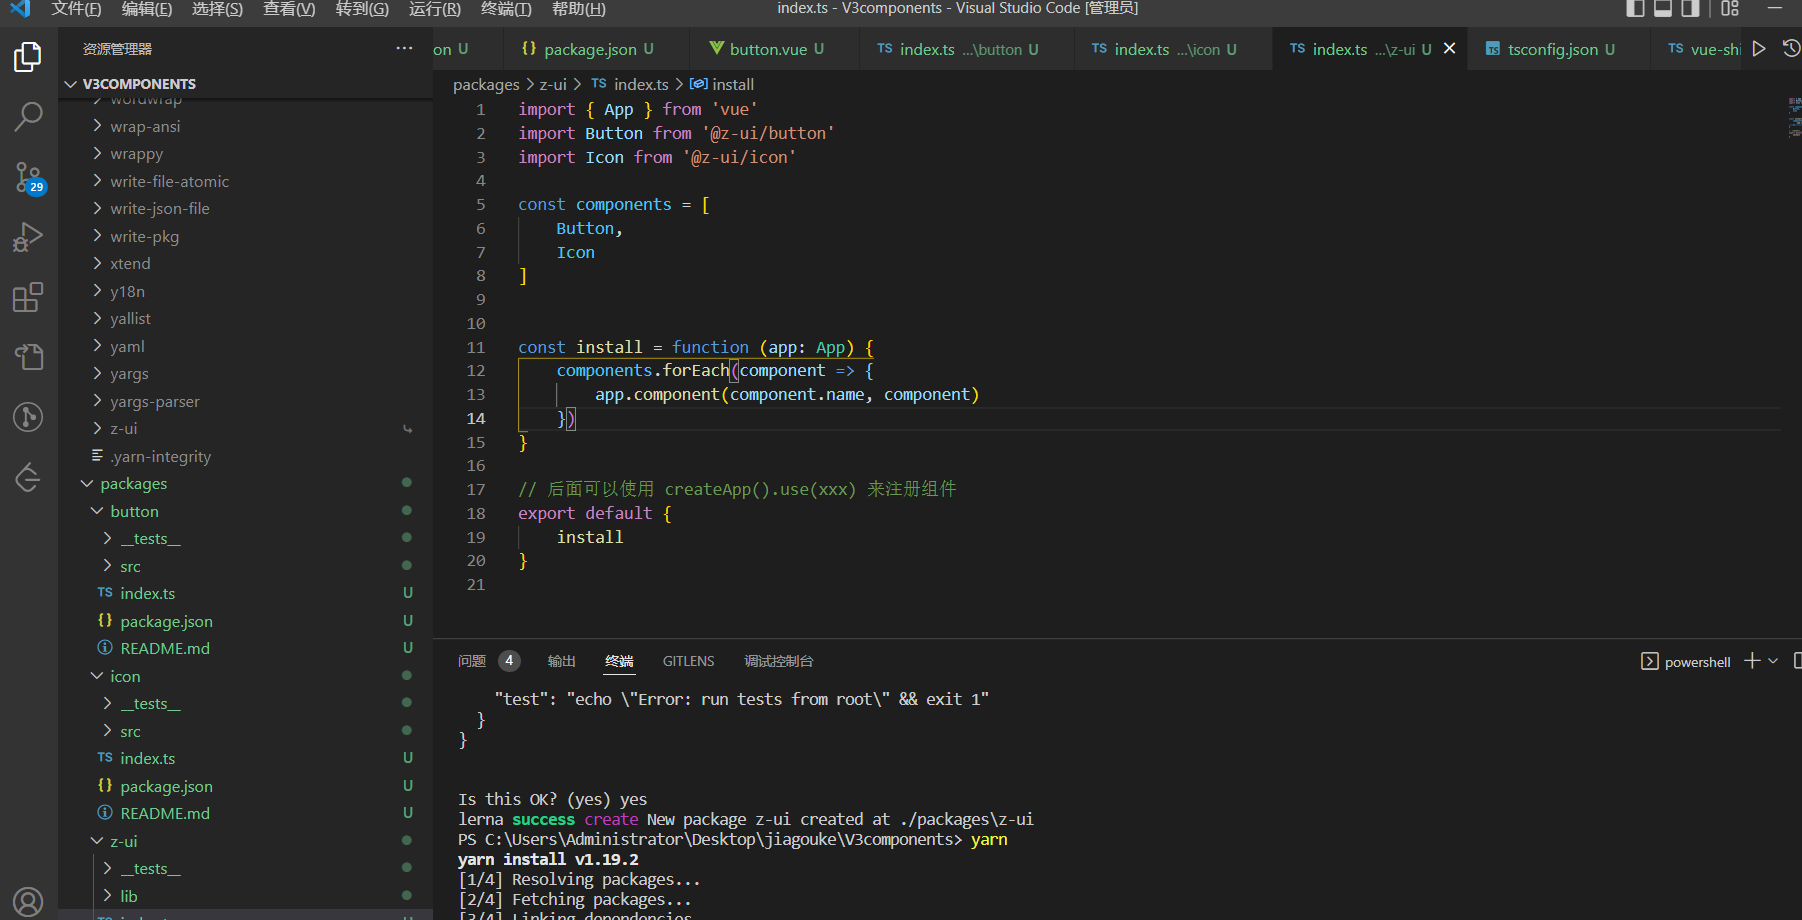 文件(F) 编辑(E) 选择(S) 查看(V) 转到(G) 运行(R) 终端(T) 帮助(H) index.ts - V3components - Visual Studio Code [管理员]
资源管理器 ···
on U {} package.json U button.vue U TS index.ts ...\button U TS index.ts ...\icon U TS index.ts ...\z-ui U × TS tsconfig.json U TS vue-shi
packages > z-ui > TS index.ts > install
V3COMPONENTS
wordwrap
wrap-ansi
wrappy
write-file-atomic
write-json-file
write-pkg
xtend
y18n
yallist
yaml
yargs
yargs-parser
z-ui
.yarn-integrity
packages
button
__tests__
src
TS index.ts U
{} package.json U
README.md U
icon
__tests__
src
TS index.ts U
{} package.json U
README.md U
z-ui
__tests__
lib
29
1 import { App } from 'vue'
2 import Button from '@z-ui/button'
3 import Icon from '@z-ui/icon'
4
5 const components = [
6 Button,
7 Icon
8 ]
9
10
11 const install = function (app: App) {
12 components.forEach(component => {
13 app.component(component.name, component)
14 })
15 }
16
17 // 后面可以使用 createApp().use(xxx) 来注册组件
18 export default {
19 install
20 }
21
问题 4 输出 终端 GITLENS 调试控制台 powershell
"test": "echo \"Error: run tests from root\" && exit 1"
}
}
Is this OK? (yes) yes
lerna success create New package z-ui created at ./packages\z-ui
PS C:\Users\Administrator\Desktop\jiagouke\V3components> yarn
yarn install v1.19.2
[1/4] Resolving packages...
[2/4] Fetching packages...
[3/4] Linking dependencies